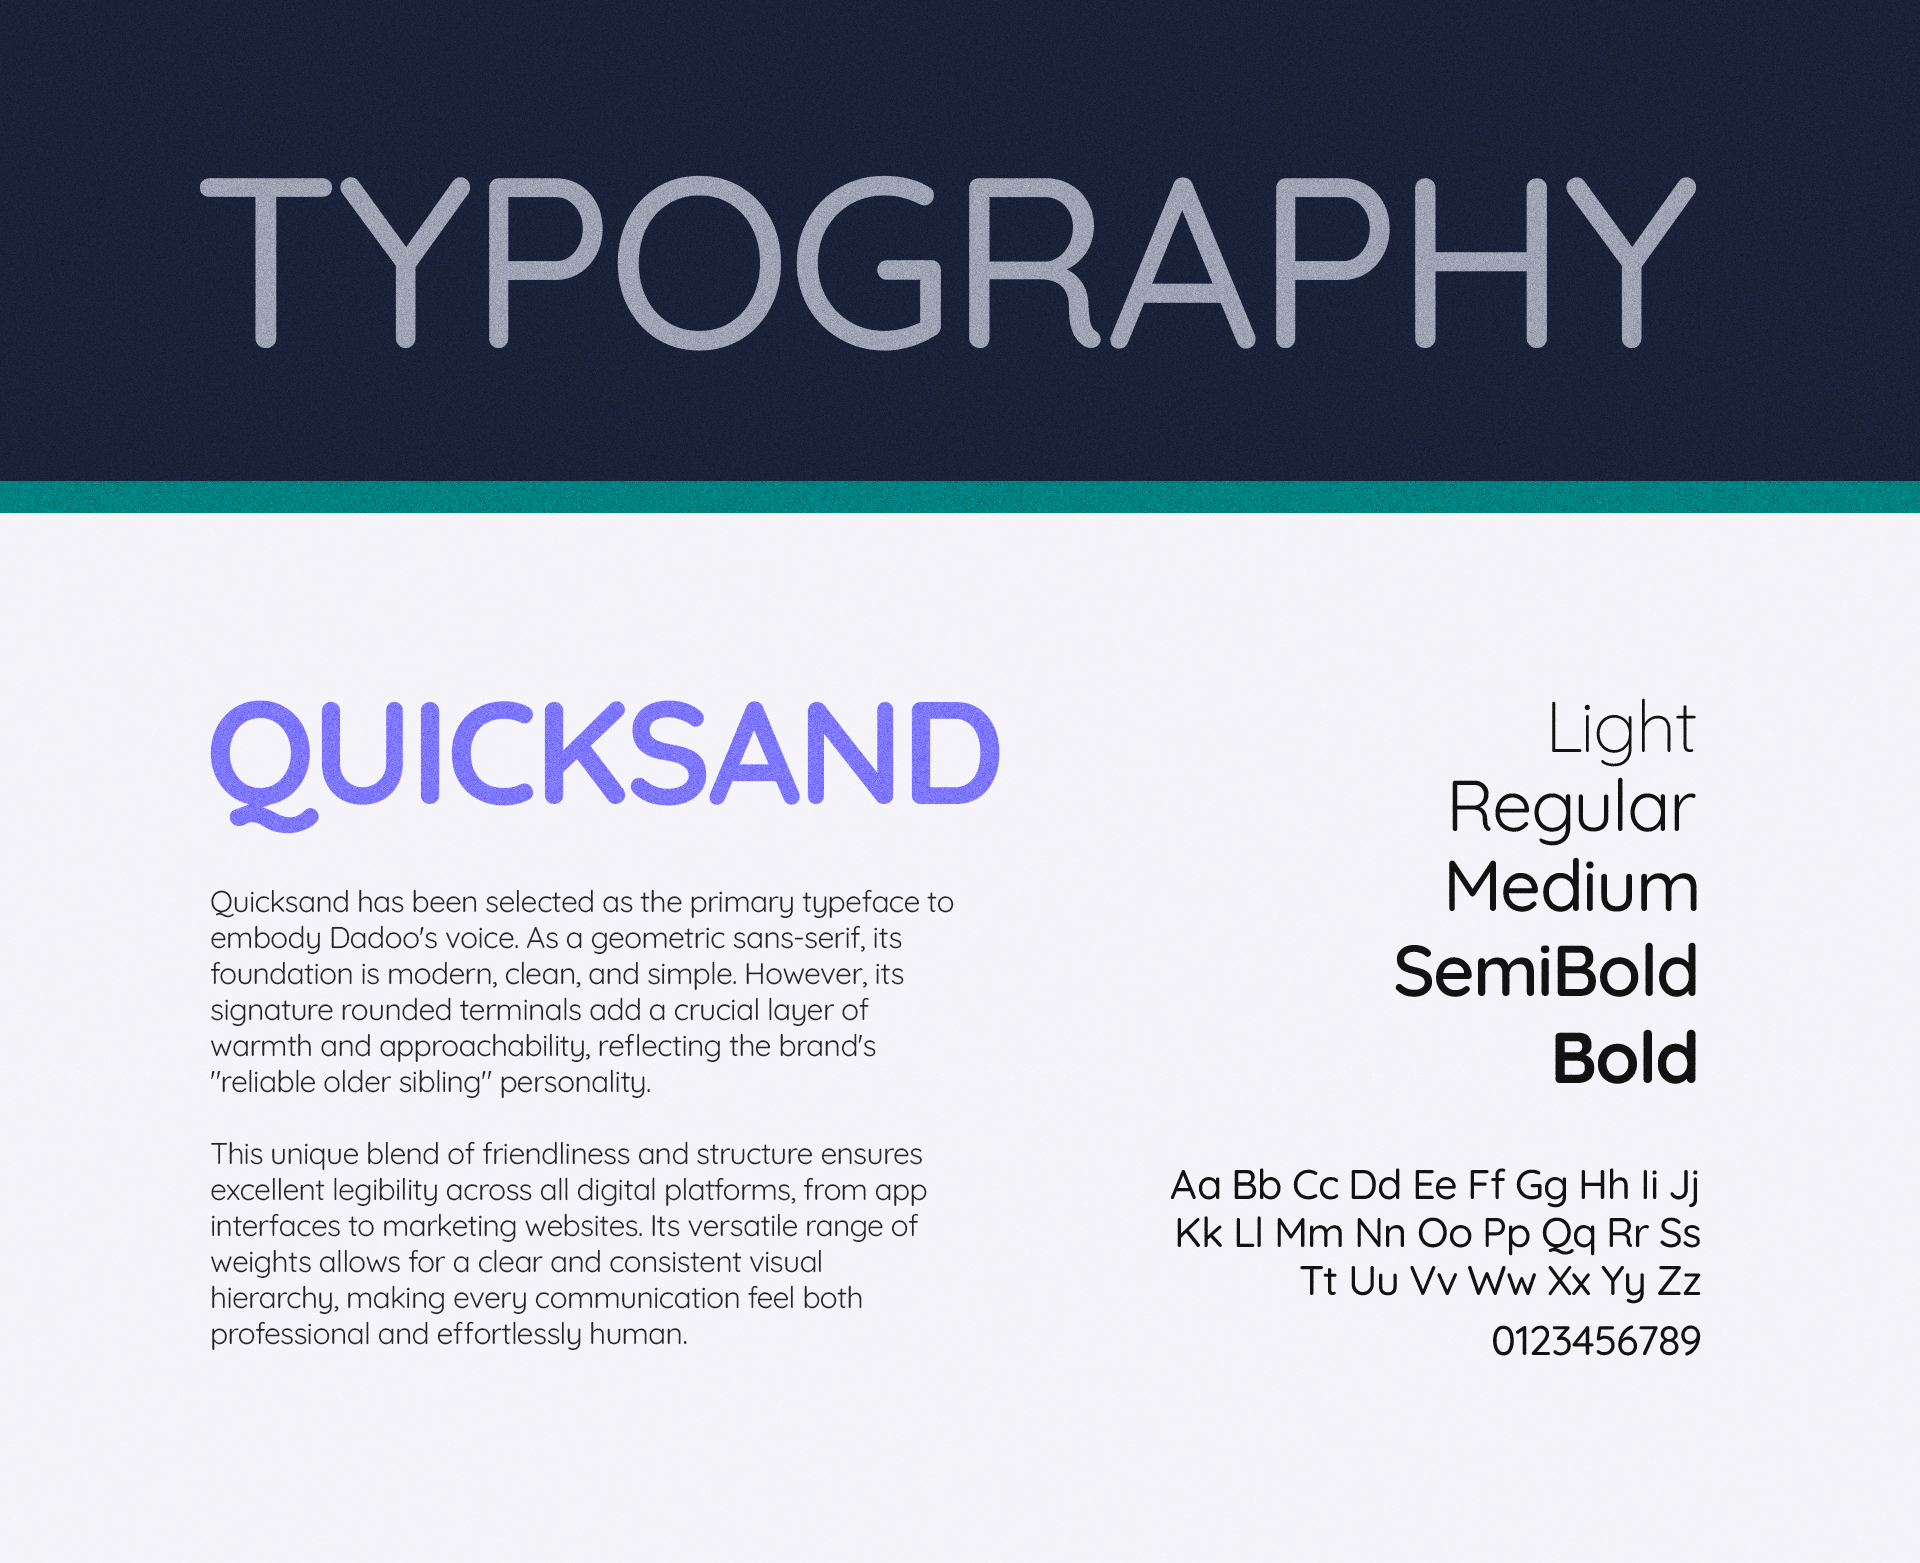 TYPOGRAPHY
QUICKSAND
Quicksand has been selected as the primary typeface to
embody Dadoo's voice. As a geometric sans-serif, its
foundation is modern, clean, and simple. However, its
signature rounded terminals add a crucial layer of
warmth and approachability, reflecting the brand's
"reliable older sibling" personality.
This unique blend of friendliness and structure ensures
excellent legibility across all digital platforms, from app
interfaces to marketing websites. Its versatile range of
weights allows for a clear and consistent visual
hierarchy, making every communication feel both
professional and effortlessly human.
Light
Regular
Medium
SemiBold
Bold
Aa Bb Cc Dd Ee Ff Gg Hh Ii Jj
Kk Ll Mm Nn Oo Pp Qq Rr Ss
Tt Uu Vv Ww Xx Yy Zz
0123456789